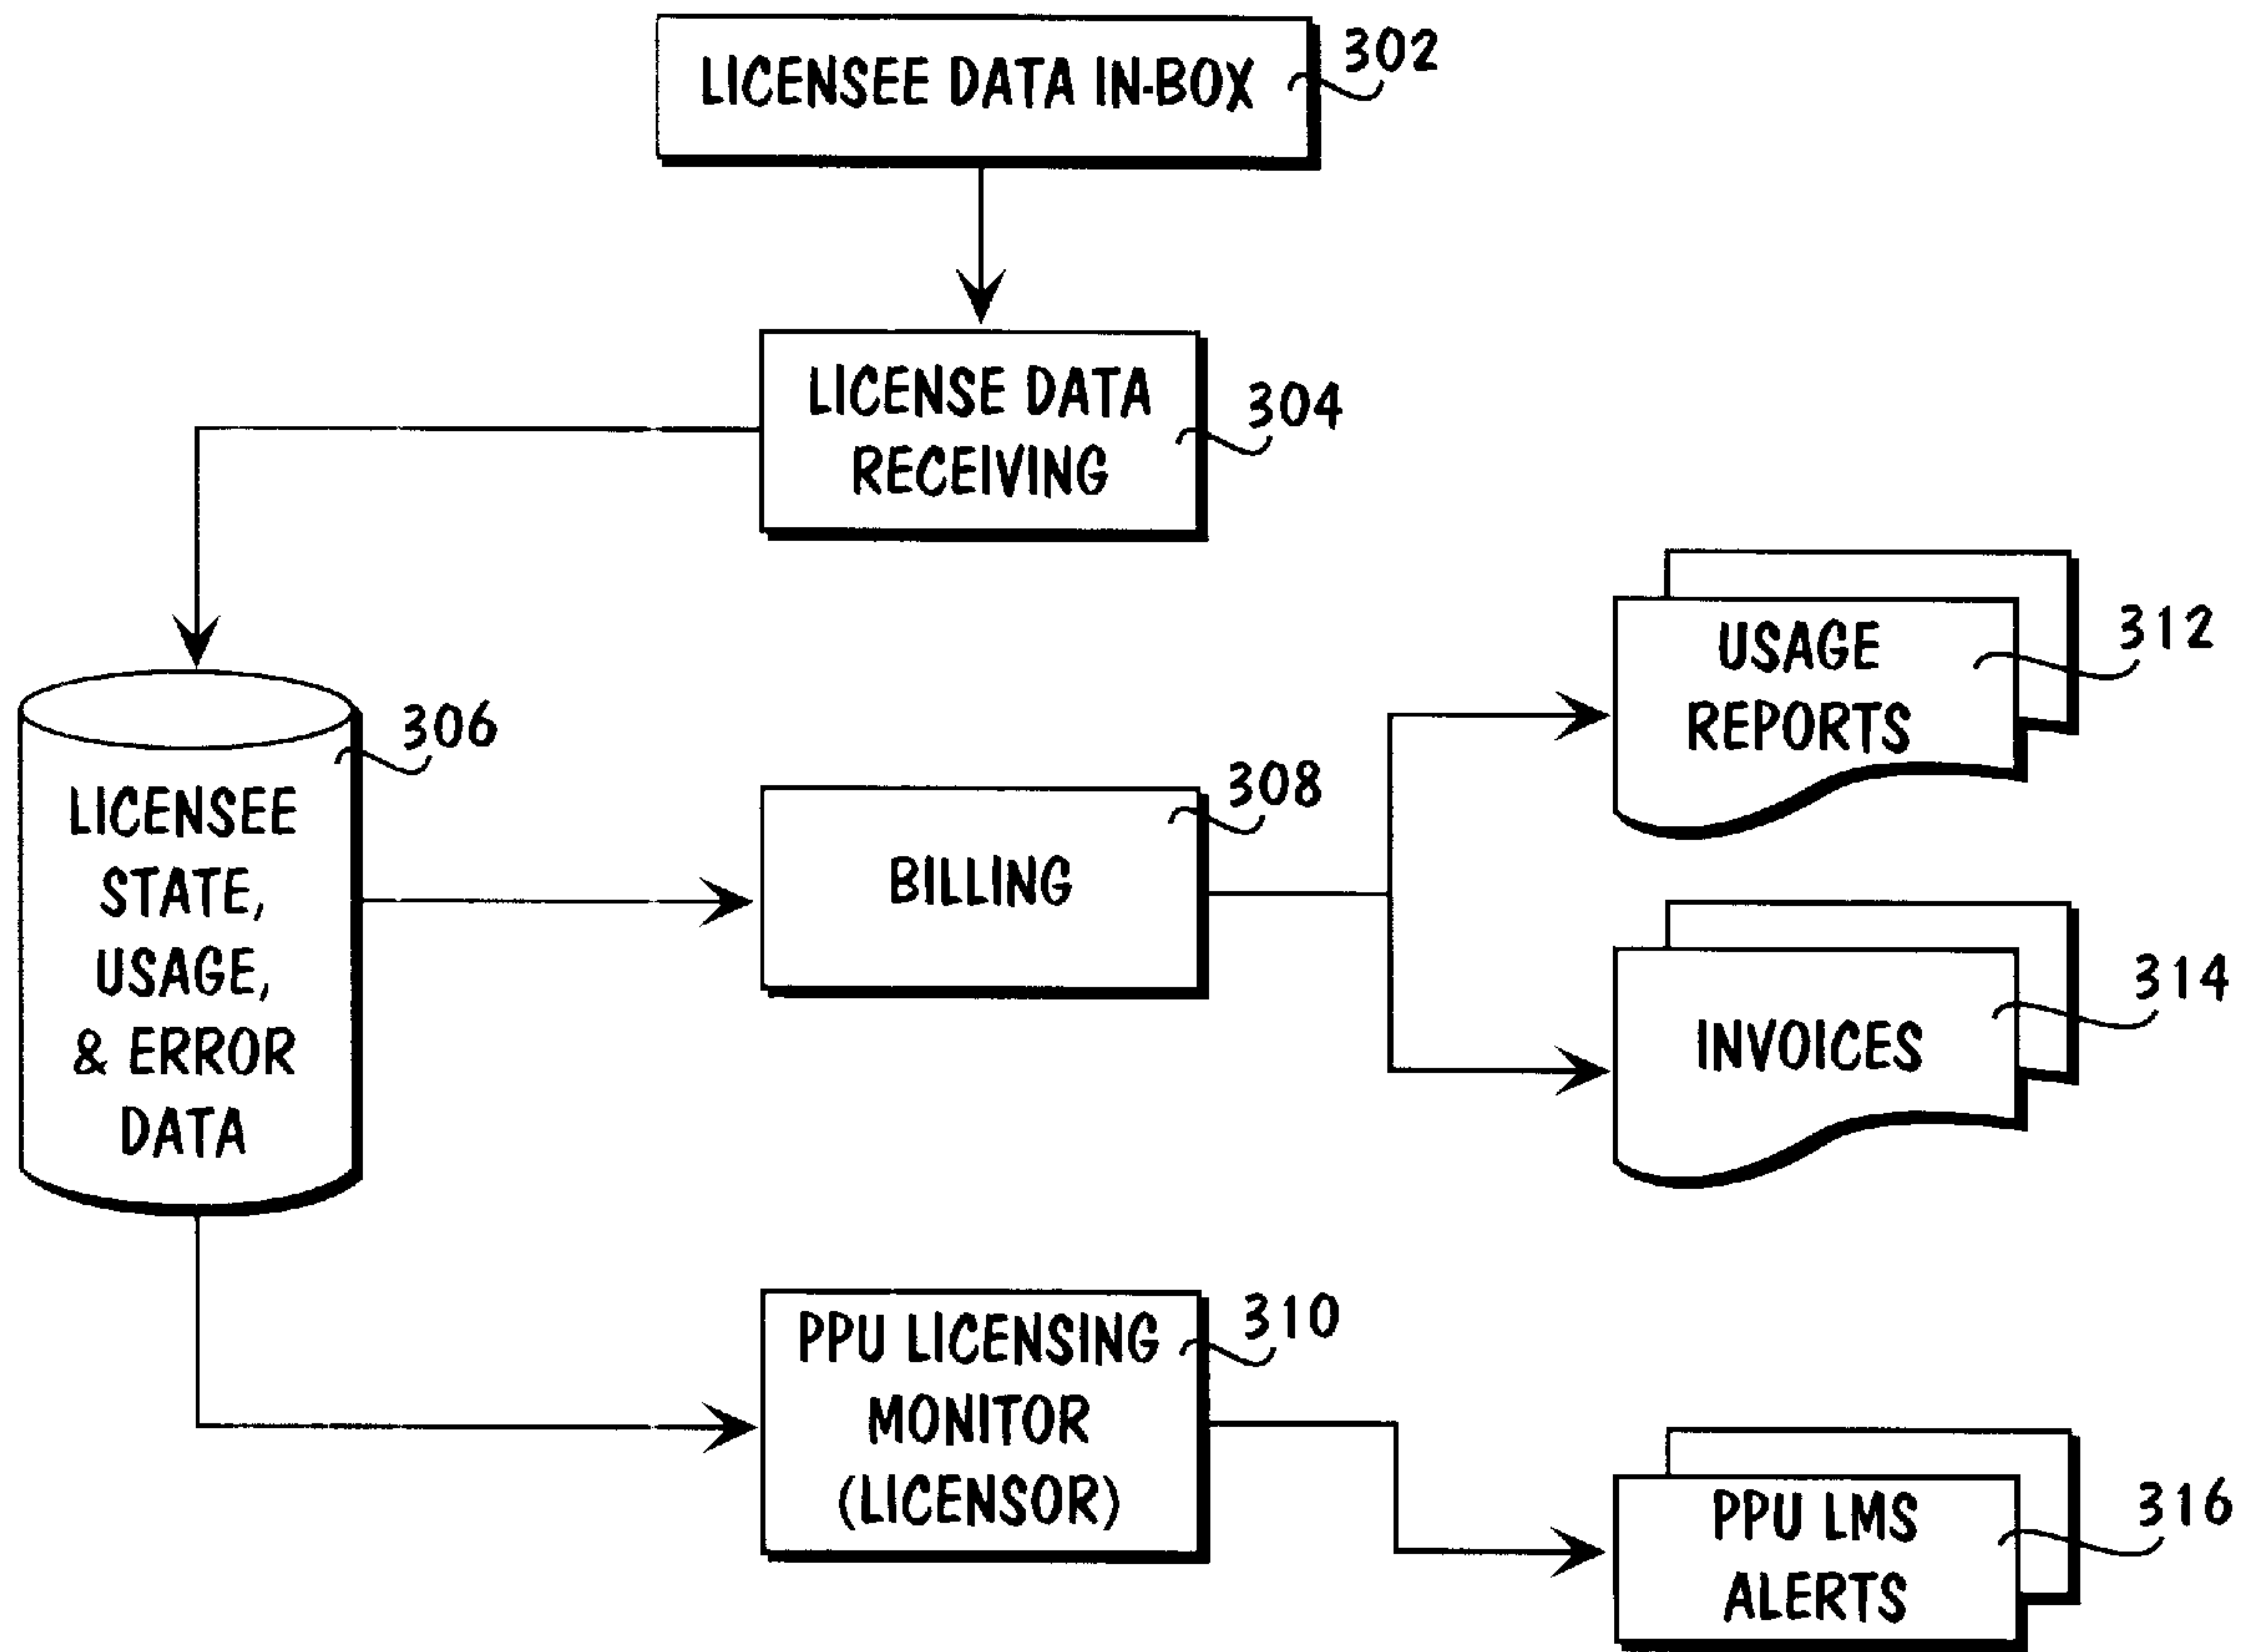 LICENSEE DATA IN-BOX
302
LICENSE DATA
RECEIVING
304
LICENSEE
STATE,
USAGE,
& ERROR
DATA
306
BILLING
308
USAGE
REPORTS
312
INVOICES
314
PPU LICENSING
MONITOR
(LICENSOR)
310
PPU LMS
ALERTS
316